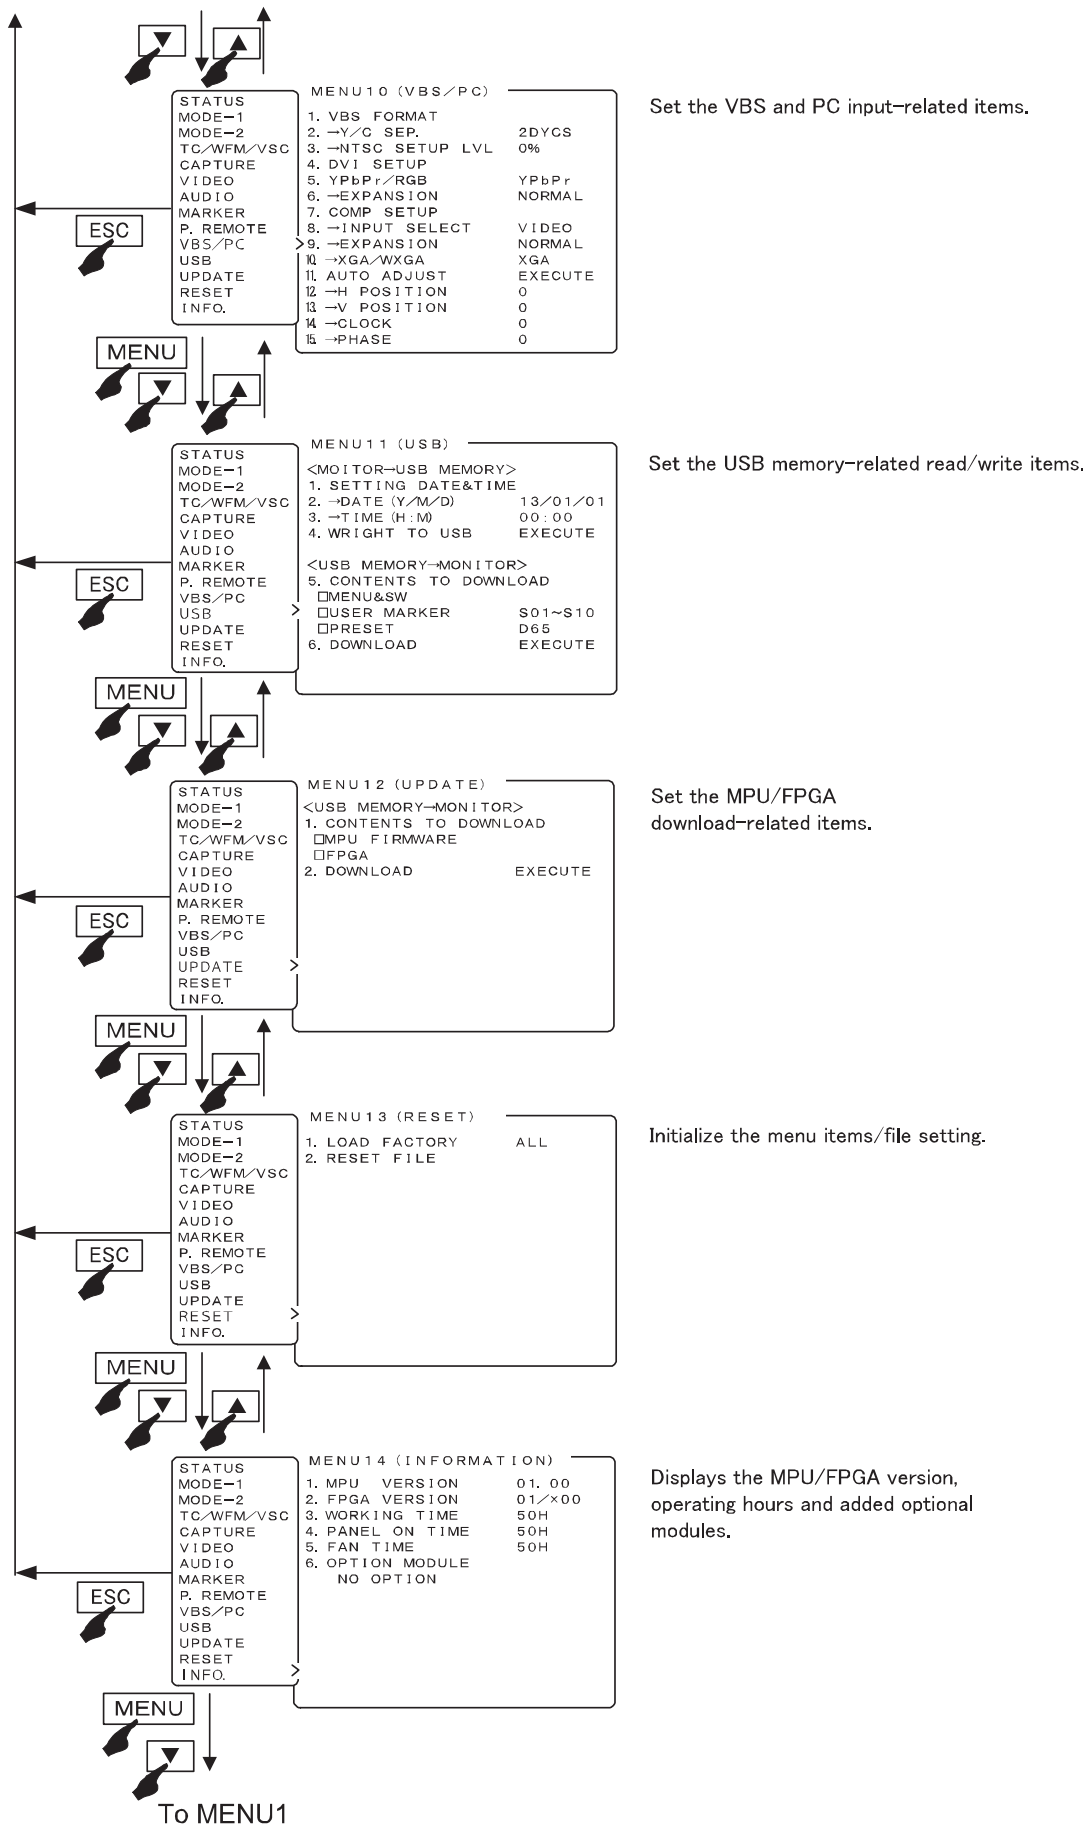 MENU10 (VBS/PC)
Set the VBS and PC input-related items.
STATUS
MODE-1
MODE-2
TC/WFM/VSC
CAPTURE
VIDEO
AUDIO
MARKER
P. REMOTE
VBS/PC >
USB
UPDATE
RESET
INFO.
1. VBS FORMAT
2. →Y/C SEP. 2DYCS
3. →NTSC SETUP LVL 0%
4. DVI SETUP
5. YPbPr/RGB YPbPr
6. →EXPANSION NORMAL
7. COMP SETUP
8. →INPUT SELECT VIDEO
9. →EXPANSION NORMAL
10. →XGA/WXGA XGA
11. AUTO ADJUST EXECUTE
12. →H POSITION 0
13. →V POSITION 0
14. →CLOCK 0
15. →PHASE 0
ESC
MENU
MENU11 (USB)
Set the USB memory-related read/write items.
STATUS
MODE-1
MODE-2
TC/WFM/VSC
CAPTURE
VIDEO
AUDIO
MARKER
P. REMOTE
VBS/PC
USB >
UPDATE
RESET
INFO.
<MOITOR→USB MEMORY>
1. SETTING DATE&TIME
2. →DATE (Y/M/D) 13/01/01
3. →TIME (H:M) 00:00
4. WRIGHT TO USB EXECUTE
<USB MEMORY→MONITOR>
5. CONTENTS TO DOWNLOAD
□MENU&SW
□USER MARKER S01~S10
□PRESET D65
6. DOWNLOAD EXECUTE
ESC
MENU
MENU12 (UPDATE)
Set the MPU/FPGA
download-related items.
STATUS
MODE-1
MODE-2
TC/WFM/VSC
CAPTURE
VIDEO
AUDIO
MARKER
P. REMOTE
VBS/PC
USB
UPDATE >
RESET
INFO.
<USB MEMORY→MONITOR>
1. CONTENTS TO DOWNLOAD
□MPU FIRMWARE
□FPGA
2. DOWNLOAD EXECUTE
ESC
MENU
MENU13 (RESET)
Initialize the menu items/file setting.
STATUS
MODE-1
MODE-2
TC/WFM/VSC
CAPTURE
VIDEO
AUDIO
MARKER
P. REMOTE
VBS/PC
USB
UPDATE
RESET >
INFO.
1. LOAD FACTORY ALL
2. RESET FILE
ESC
MENU
MENU14 (INFORMATION)
Displays the MPU/FPGA version,
operating hours and added optional
modules.
STATUS
MODE-1
MODE-2
TC/WFM/VSC
CAPTURE
VIDEO
AUDIO
MARKER
P. REMOTE
VBS/PC
USB
UPDATE
RESET
INFO. >
1. MPU VERSION 01. 00
2. FPGA VERSION 01/×00
3. WORKING TIME 50H
4. PANEL ON TIME 50H
5. FAN TIME 50H
6. OPTION MODULE
NO OPTION
ESC
MENU
To MENU1